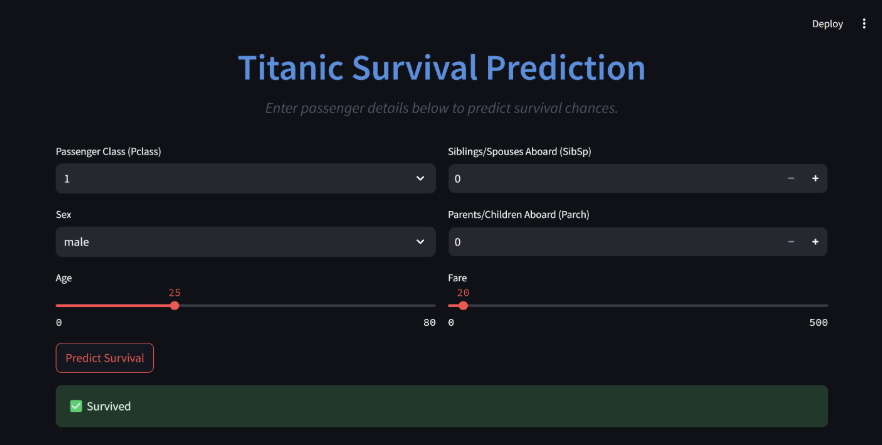 Deploy
Titanic Survival Prediction
Enter passenger details below to predict survival chances.
Passenger Class (Pclass)
1
Siblings/Spouses Aboard (SibSp)
0
Sex
male
Parents/Children Aboard (Parch)
0
Age
25
0
80
Fare
20
0
500
Predict Survival
✅ Survived